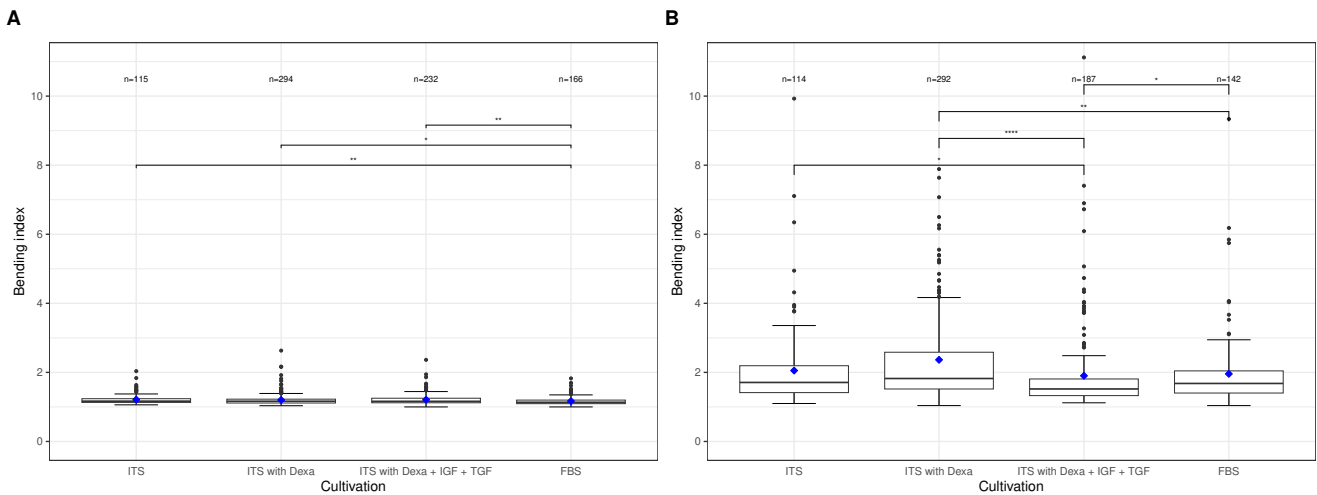 A
Bending index
10
8
6
4
2
0
n=115 n=294 n=232 n=166
**
*
**
ITS ITS with Dexa ITS with Dexa + IGF + TGF FBS
Cultivation
B
Bending index
10
8
6
4
2
0
n=114 n=292 n=187 n=142
*
**
****
*
ITS ITS with Dexa ITS with Dexa + IGF + TGF FBS
Cultivation